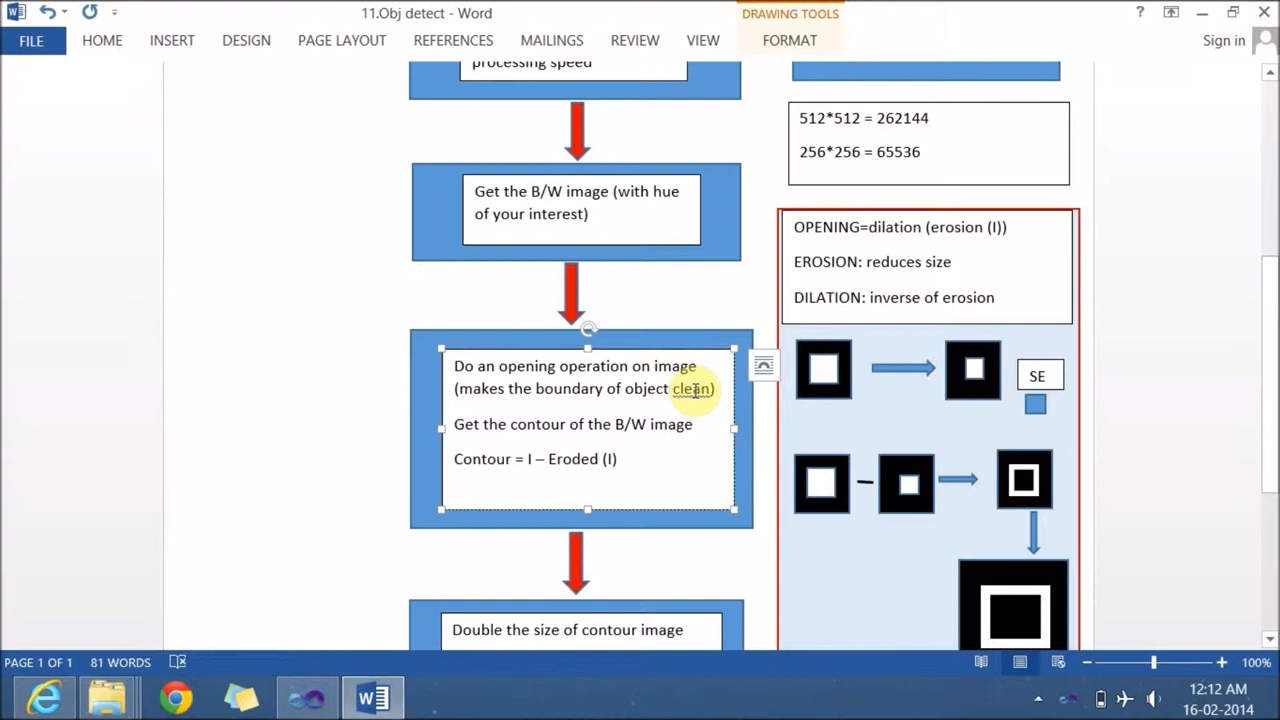 11.Obj detect - Word
DRAWING TOOLS
?
FILE
HOME
INSERT
DESIGN
PAGE LAYOUT
REFERENCES
MAILINGS
REVIEW
VIEW
FORMAT
Sign in
processing speed
512*512 = 262144
256*256 = 65536
Get the B/W image (with hue
of your interest)
OPENING=dilation (erosion (I))
EROSION: reduces size
DILATION: inverse of erosion
Do an opening operation on image
(makes the boundary of object clean)
Get the contour of the B/W image
Contour = I – Eroded (I)
SE
Double the size of contour image
PAGE 1 OF 1
81 WORDS
100%
12:12 AM
16-02-2014